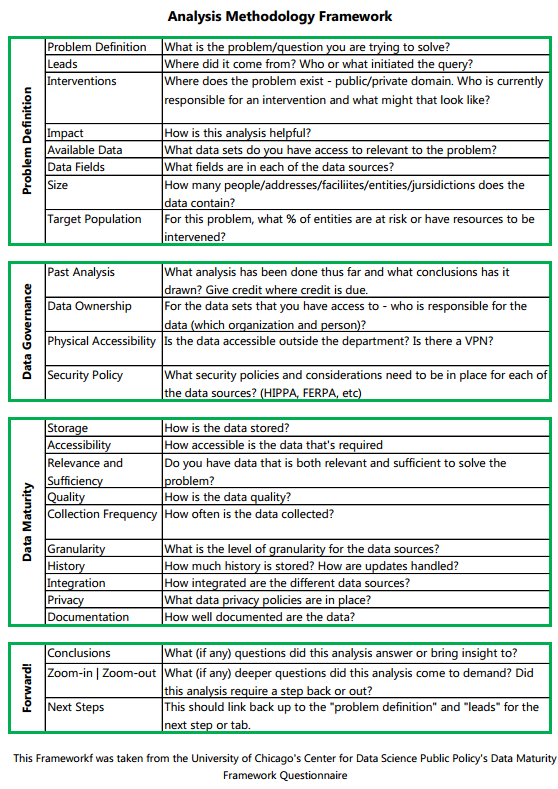 Analysis Methodology Framework
Problem Definition
Problem Definition What is the problem/question you are trying to solve?
Leads Where did it come from? Who or what initiated the query?
Interventions Where does the problem exist - public/private domain. Who is currently
responsible for an intervention and what might that look like?
Impact How is this analysis helpful?
Available Data What data sets do you have access to relevant to the problem?
Data Fields What fields are in each of the data sources?
Size How many people/addresses/faciliites/entities/jursidictions does the
data contain?
Target Population For this problem, what % of entities are at risk or have resources to be
intervened?
Data Governance
Past Analysis What analysis has been done thus far and what conclusions has it
drawn? Give credit where credit is due.
Data Ownership For the data sets that you have access to - who is responsible for the
data (which organization and person)?
Physical Accessibility Is the data accessible outside the department? Is there a VPN?
Security Policy What security policies and considerations need to be in place for each of
the data sources? (HIPPA, FERPA, etc)
Data Maturity
Storage How is the data stored?
Accessibility How accessible is the data that's required
Relevance and Do you have data that is both relevant and sufficient to solve the
Sufficiency problem?
Quality How is the data quality?
Collection Frequency How often is the data collected?
Granularity What is the level of granularity for the data sources?
History How much history is stored? How are updates handled?
Integration How integrated are the different data sources?
Privacy What data privacy policies are in place?
Documentation How well documented are the data?
Forward!
Conclusions What (if any) questions did this analysis answer or bring insight to?
Zoom-in | Zoom-out What (if any) deeper questions did this analysis come to demand? Did
this analysis require a step back or out?
Next Steps This should link back up to the "problem definition" and "leads" for the
next step or tab.
This Frameworkf was taken from the University of Chicago's Center for Data Science Public Policy's Data Maturity
Framework Questionnaire